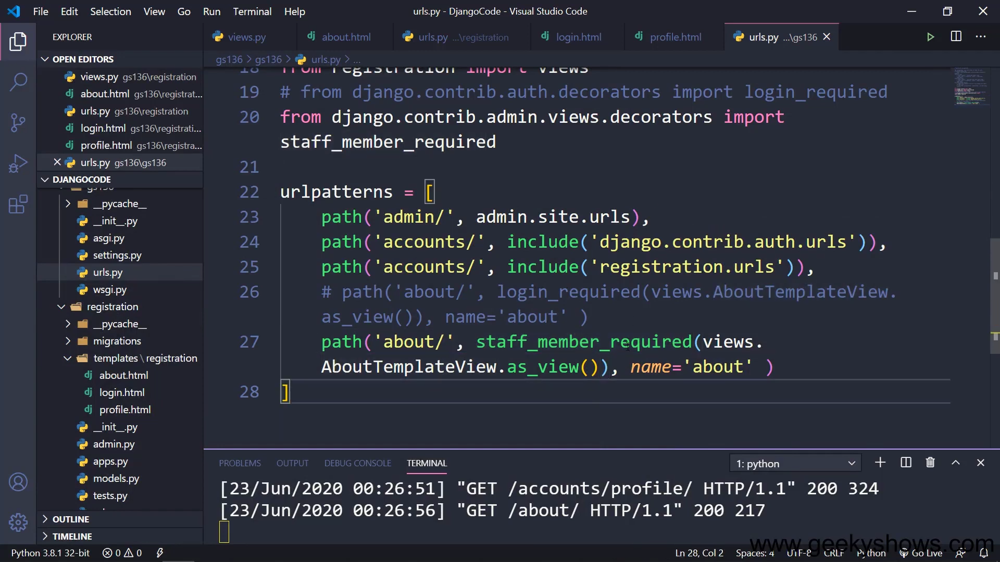 File Edit Selection View Go Run Terminal Help
urls.py - DjangoCode - Visual Studio Code
EXPLORER
OPEN EDITORS
views.py gs136\registration
about.html gs136\registrat...
urls.py gs136\registration
login.html gs136\registrati...
profile.html gs136\registra...
urls.py gs136\gs136
DJANGOCODE
gs136
__pycache__
__init__.py
asgi.py
settings.py
urls.py
wsgi.py
registration
__pycache__
migrations
templates\registration
about.html
login.html
profile.html
__init__.py
admin.py
apps.py
models.py
tests.py
OUTLINE
TIMELINE
views.py about.html urls.py ...\registration login.html profile.html urls.py ...\gs136
gs136 > gs136 > urls.py > ...
18 from registration import views
19 # from django.contrib.auth.decorators import login_required
20 from django.contrib.admin.views.decorators import
staff_member_required
21
22 urlpatterns = [
23 path('admin/', admin.site.urls),
24 path('accounts/', include('django.contrib.auth.urls')),
25 path('accounts/', include('registration.urls')),
26 # path('about/', login_required(views.AboutTemplateView.
as_view()), name='about' )
27 path('about/', staff_member_required(views.
AboutTemplateView.as_view()), name='about' )
28 ]
PROBLEMS OUTPUT DEBUG CONSOLE TERMINAL 1: python
[23/Jun/2020 00:26:51] "GET /accounts/profile/ HTTP/1.1" 200 324
[23/Jun/2020 00:26:56] "GET /about/ HTTP/1.1" 200 217
www.geekyshows.com
Python 3.8.1 32-bit 0 0 Ln 28, Col 2 Spaces: 4 UTF-8 CRLF Python Go Live